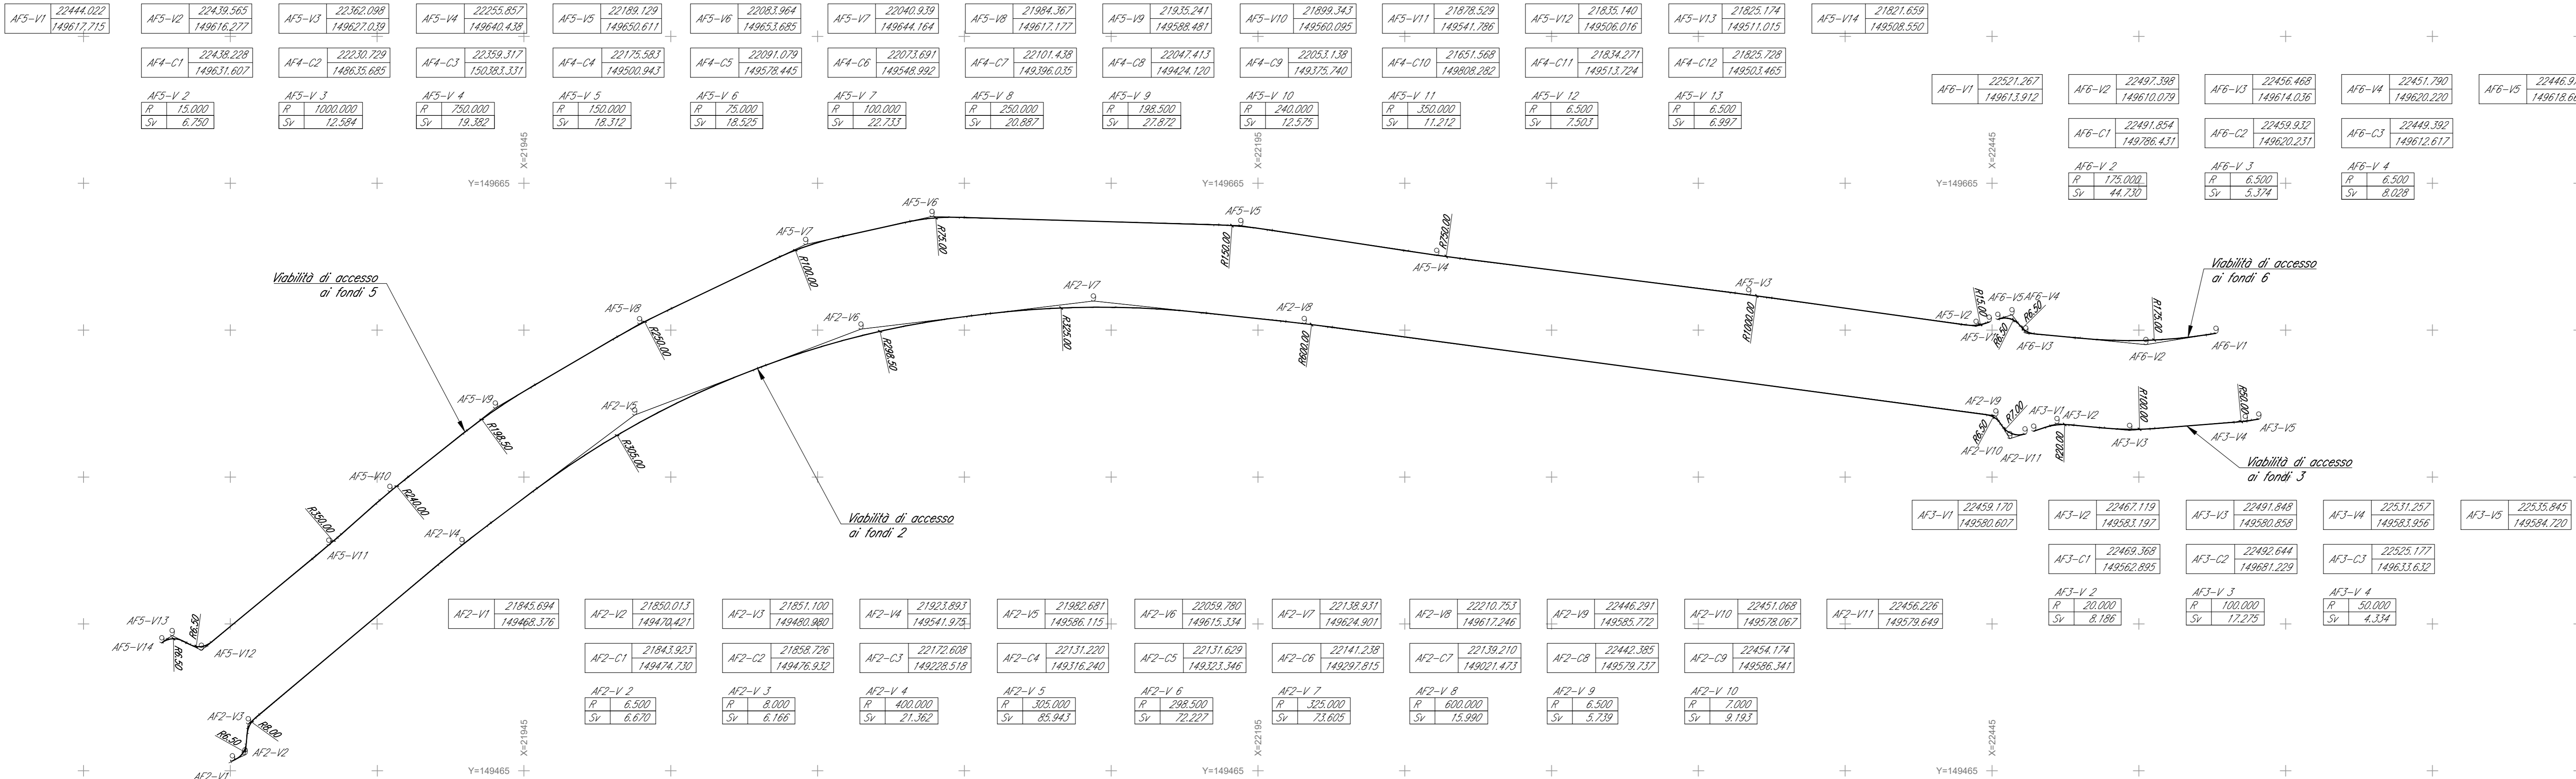 AF5-V1 22444.022 149617.715
AF5-V2 22439.565 149616.277
AF5-V3 22362.098 149627.039
AF5-V4 22255.857 149640.438
AF5-V5 22189.129 149650.611
AF5-V6 22083.964 149653.685
AF5-V7 22040.939 149644.164
AF5-V8 21984.367 149617.177
AF5-V9 21935.241 149588.481
AF5-V10 21899.343 149560.095
AF5-V11 21878.529 149541.786
AF5-V12 21835.140 149506.016
AF5-V13 21825.174 149511.015
AF5-V14 21821.659 149508.550
AF4-C1 22438.228 149631.607
AF4-C2 22230.729 148635.685
AF4-C3 22359.317 150383.331
AF4-C4 22175.583 149500.943
AF4-C5 22091.079 149578.445
AF4-C6 22073.691 149548.992
AF4-C7 22101.438 149396.035
AF4-C8 22047.413 149424.120
AF4-C9 22053.138 149375.740
AF4-C10 21651.568 149808.282
AF4-C11 21834.271 149513.724
AF4-C12 21825.728 149503.465
AF5-V 2 R 15.000 Sv 6.750
AF5-V 3 R 1000.000 Sv 12.584
AF5-V 4 R 750.000 Sv 19.382
AF5-V 5 R 150.000 Sv 18.312
AF5-V 6 R 75.000 Sv 18.525
AF5-V 7 R 100.000 Sv 22.733
AF5-V 8 R 250.000 Sv 20.887
AF5-V 9 R 198.500 Sv 27.872
AF5-V 10 R 240.000 Sv 12.575
AF5-V 11 R 350.000 Sv 11.212
AF5-V 12 R 6.500 Sv 7.503
AF5-V 13 R 6.500 Sv 6.997
AF6-V1 22521.267 149613.912
AF6-V2 22497.398 149610.079
AF6-V3 22456.468 149614.036
AF6-V4 22451.790 149620.220
AF6-V5
AF6-C1 22491.854 149786.431
AF6-C2 22459.932 149620.231
AF6-C3 22449.392 149612.617
AF6-V 2 R 175.000 Sv 44.730
AF6-V 3 R 6.500 Sv 5.374
AF6-V 4 R 6.500 Sv 8.028
X=21945
X=22195
X=22445
Y=149665
Y=149665
Y=149665
AF5-V6
AF5-V5
AF5-V7
R75.00
R150.00
R750.00
R100.00
AF5-V4
Viabilità di accesso
ai fondi 5
Viabilità di accesso
ai fondi 6
AF5-V3
AF2-V7
AF5-V8
AF2-V6
AF2-V8
R15.00
AF6-V5
AF6-V4
R6.50
R175.00
AF5-V2
R1000.00
R325.00
R250.00
R298.50
R600.00
R6.50
AF6-V3
AF6-V1
AF6-V2
AF5-V9
AF2-V5
R198.50
R305.00
AF2-V9
R7.00
AF3-V1
AF3-V2
R100.00
R50.00
AF3-V5
R6.50
AF3-V3
AF3-V4
AF2-V10
AF2-V11
R20.00
Viabilità di accesso
ai fondi 3
AF5-V10
R240.00
R350.00
AF2-V4
AF5-V11
Viabilità di accesso
ai fondi 2
AF3-V1 22459.170 149580.607
AF3-V2 22467.119 149583.197
AF3-V3 22491.848 149580.858
AF3-V4 22531.257 149583.956
AF3-V5 22535.845 149584.720
AF3-C1 22469.368 149562.895
AF3-C2 22492.644 149681.229
AF3-C3 22525.177 149633.632
AF3-V 2 R 20.000 Sv 8.186
AF3-V 3 R 100.000 Sv 17.275
AF3-V 4 R 50.000 Sv 4.334
AF5-V13
R6.50
AF5-V14
R6.50
AF5-V12
AF2-V3
R8.00
R6.50
AF2-V2
AF2-V1
AF2-V1 21845.694 149468.376
AF2-V2 21850.013 149470.421
AF2-V3 21851.100 149480.980
AF2-V4 21923.893 149541.975
AF2-V5 21982.681 149586.115
AF2-V6 22059.780 149615.334
AF2-V7 22138.931 149624.901
AF2-V8 22210.753 149617.246
AF2-V9 22446.291 149585.772
AF2-V10 22451.068 149578.067
AF2-V11 22456.226 149579.649
AF2-C1 21843.923 149474.730
AF2-C2 21858.726 149476.932
AF2-C3 22172.608 149228.518
AF2-C4 22131.220 149316.240
AF2-C5 22131.629 149323.346
AF2-C6 22141.238 149297.815
AF2-C7 22139.210 149021.473
AF2-C8 22442.385 149579.737
AF2-C9 22454.174 149586.341
AF2-V 2 R 6.500 Sv 6.670
AF2-V 3 R 8.000 Sv 6.166
AF2-V 4 R 400.000 Sv 21.362
AF2-V 5 R 305.000 Sv 85.943
AF2-V 6 R 298.500 Sv 72.227
AF2-V 7 R 325.000 Sv 73.605
AF2-V 8 R 600.000 Sv 15.990
AF2-V 9 R 6.500 Sv 5.739
AF2-V 10 R 7.000 Sv 9.193
X=21945
X=22195
X=22445
Y=149465
Y=149465
Y=149465